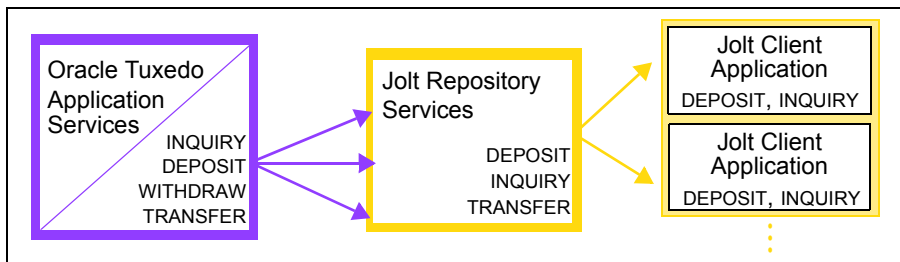 Oracle Tuxedo
Application
Services
INQUIRY
DEPOSIT
WITHDRAW
TRANSFER
Jolt Repository
Services
DEPOSIT
INQUIRY
TRANSFER
Jolt Client
Application
DEPOSIT, INQUIRY
Jolt Client
Application
DEPOSIT, INQUIRY